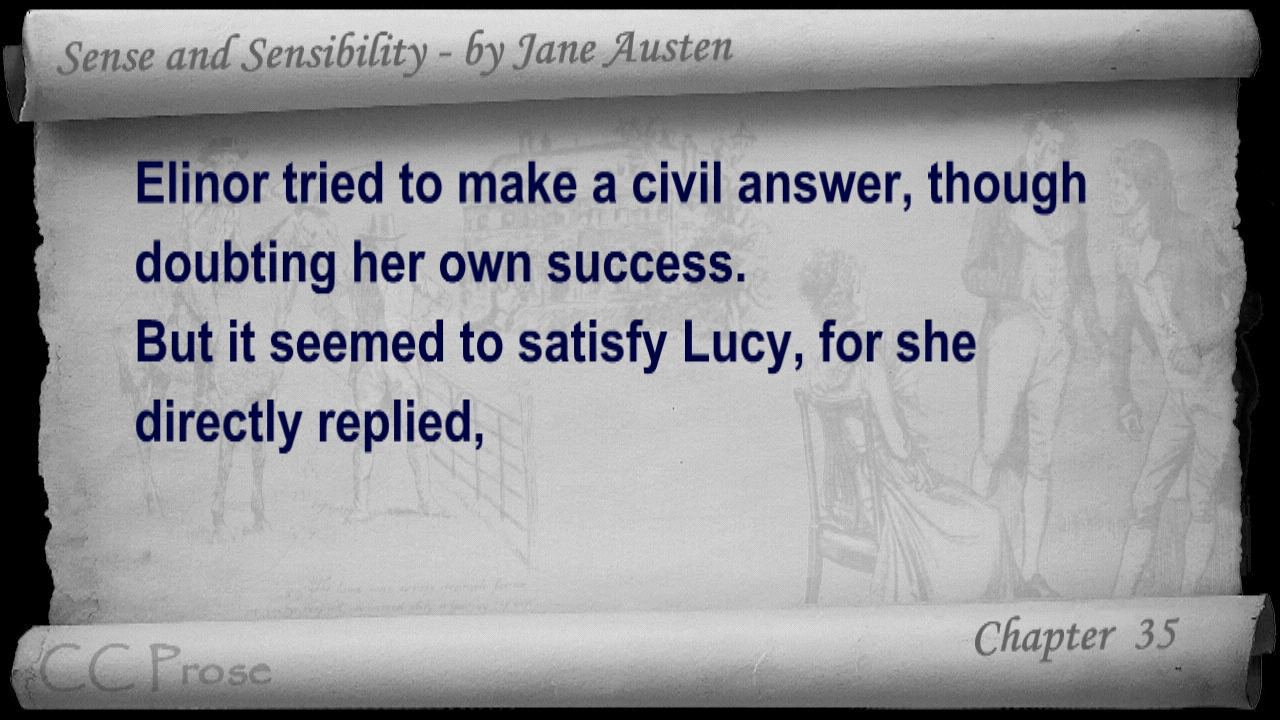 Sense and Sensibility - by Jane Austen
Elinor tried to make a civil answer, though
doubting her own success.
But it seemed to satisfy Lucy, for she
directly replied,
Chapter 35
CC Prose